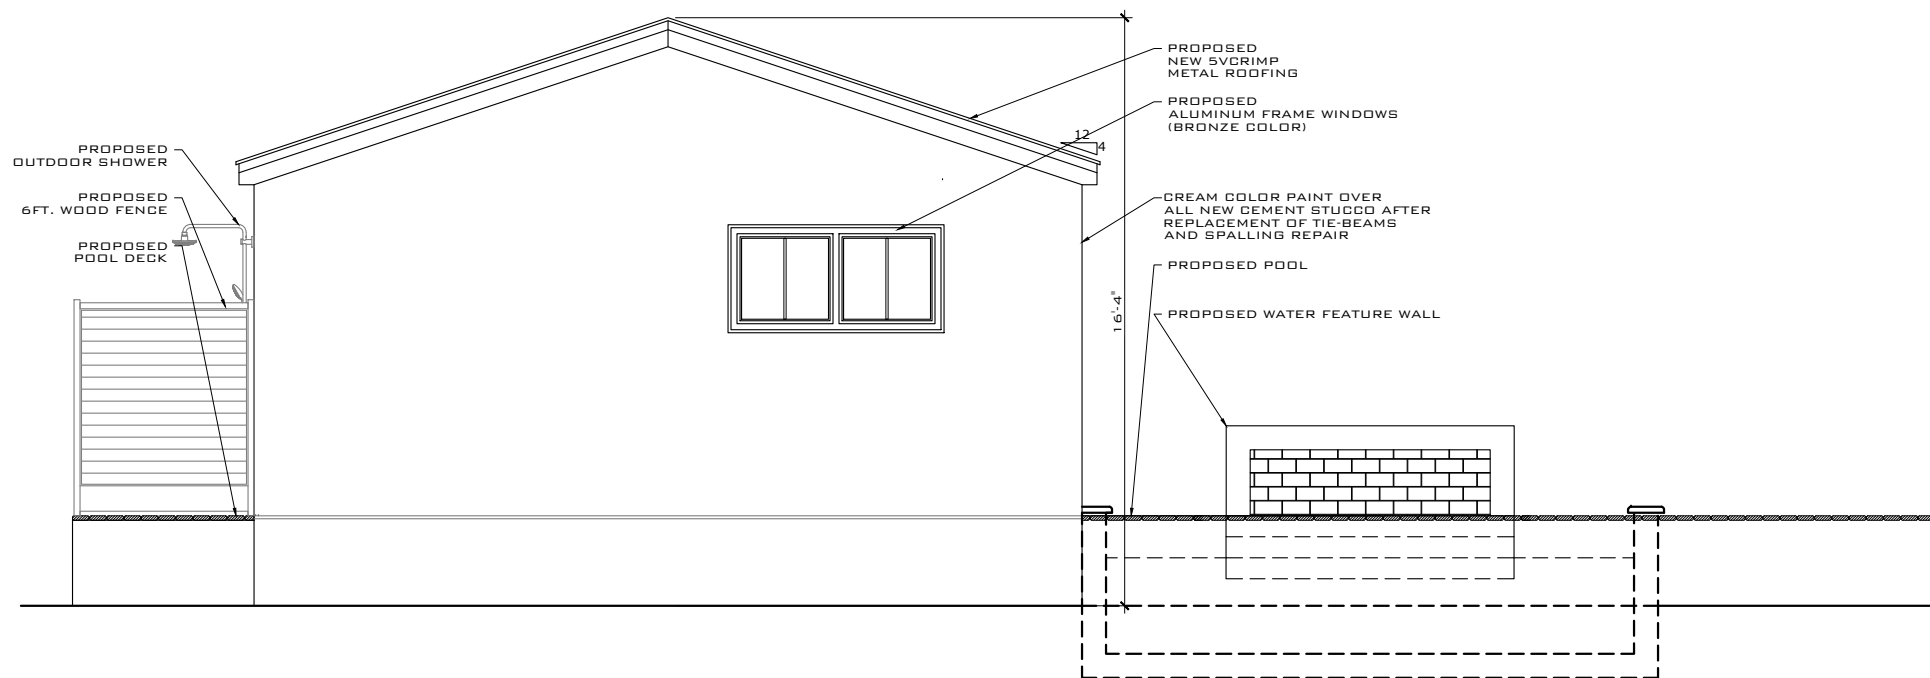 PROPOSED
OUTDOOR SHOWER
PROPOSED
6FT. WOOD FENCE
PROPOSED
POOL DECK
PROPOSED
NEW 5VCRIMP
METAL ROOFING
PROPOSED
ALUMINUM FRAME WINDOWS
(BRONZE COLOR)
12
4
CREAM COLOR PAINT OVER
ALL NEW CEMENT STUCCO AFTER
REPLACEMENT OF TIE-BEAMS
AND SPALLING REPAIR
PROPOSED POOL
16'-4"
PROPOSED WATER FEATURE WALL